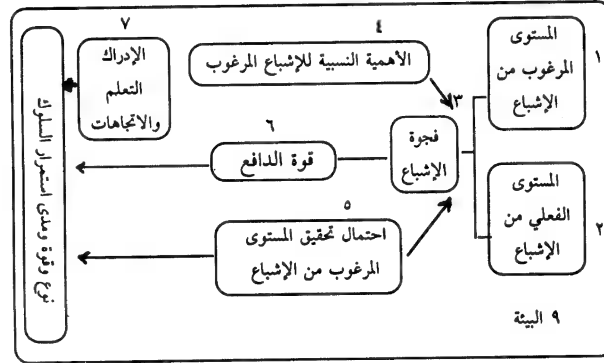 ١
المستوى
المرغوب من
الإشباع
٢
المستوى
الفعلي من
الإشباع
٣
فجوة
الإشباع
٤
الأهمية النسبية للإشباع المرغوب
٥
احتمال تحقيق المستوى
المرغوب من الإشباع
٦
قوة الدافع
٧
الإدراك
التعلم
والاتجاهات
نوع وقوة ومدى استمرار السلوك
٩ البيئة